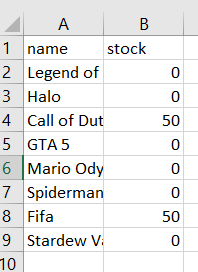 A B
1 name stock
2 Legend of 0
3 Halo 0
4 Call of Dut 50
5 GTA 5 0
6 Mario Ody 0
7 Spiderman 0
8 Fifa 50
9 Stardew Va 0
10